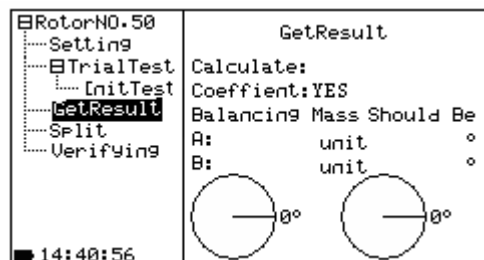 RotorNO.50
Setting
TrialTest
InitTest
GetResult
Split
Verifying
14:40:56
GetResult
Calculate:
Coeffient:YES
Balancing Mass Should Be
A: unit °
B: unit °
0° 0°